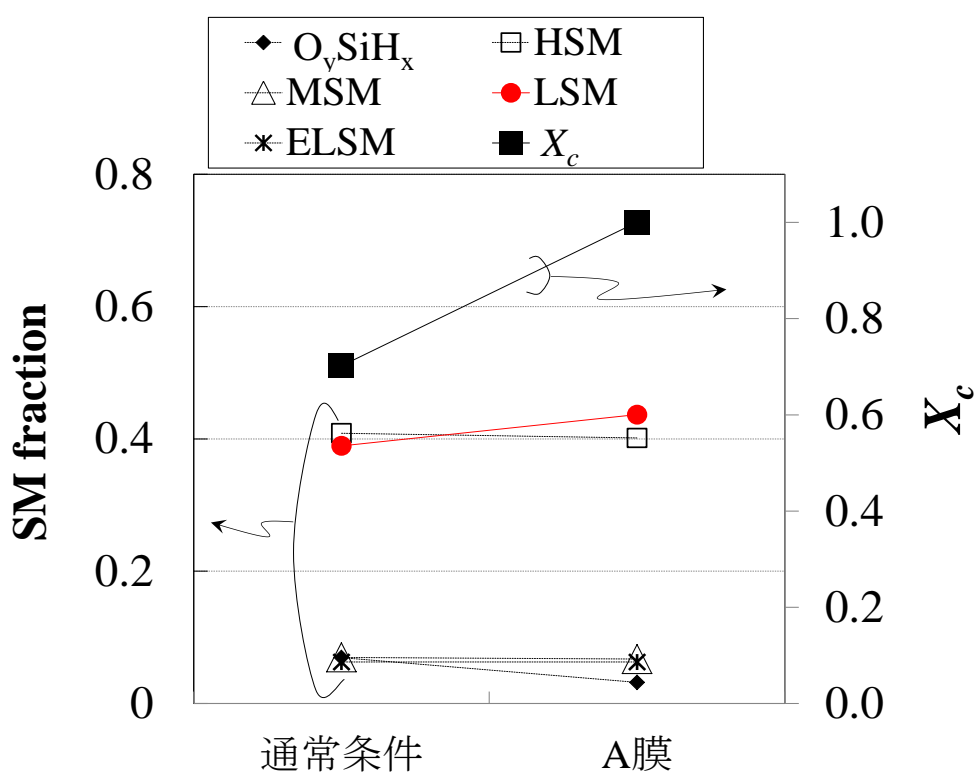 OySiHx HSM
MSM LSM
ELSM Xc
SM fraction
0.8
0.6
0.4
0.2
0
1.0
0.8
0.6
0.4
0.2
0.0
Xc
通常条件 A膜